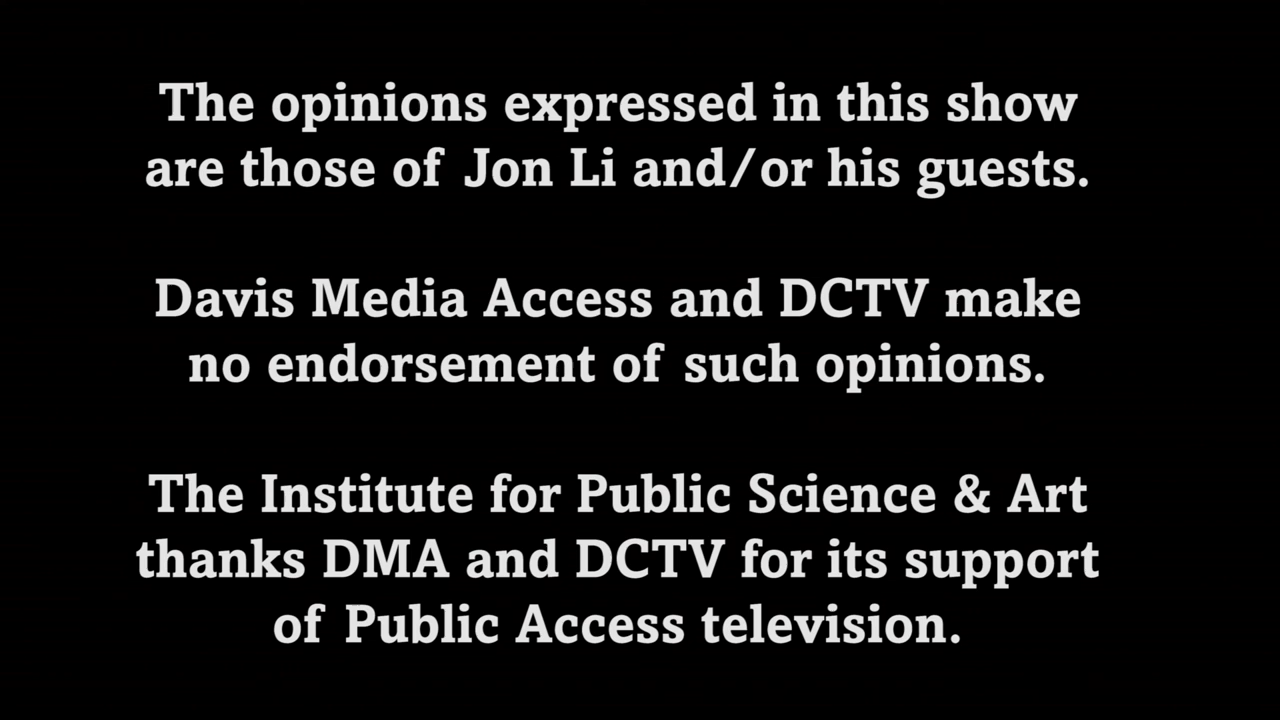 The opinions expressed in this show
are those of Jon Li and/or his guests.
Davis Media Access and DCTV make
no endorsement of such opinions.
The Institute for Public Science & Art
thanks DMA and DCTV for its support
of Public Access television.